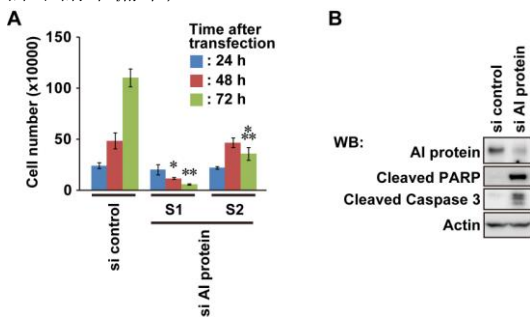 A
Time after
transfection
: 24 h
: 48 h
: 72 h
Cell number (x10000)
150
100
50
0
*
**
*
**
si control
S1
S2
si AI protein
B
si control
si AI protein
WB:
AI protein
Cleaved PARP
Cleaved Caspase 3
Actin